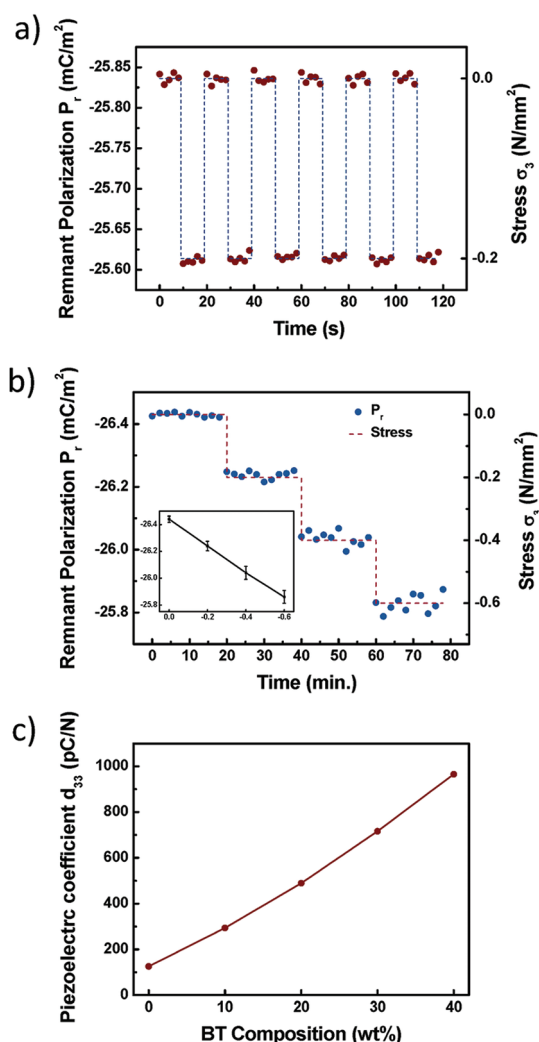 a)
Remnant Polarization Pr (mC/m²)
-25.85
-25.80
-25.75
-25.70
-25.65
-25.60
0.0
-0.2
Stress σ3 (N/mm²)
0 20 40 60 80 100 120
Time (s)
b)
Remnant Polarization Pr (mC/m²)
-26.4
-26.2
-26.0
-25.8
Pr
Stress
-26.4
-26.2
-26.0
-25.8
0.0 -0.2 -0.4 -0.6
0.0
-0.2
-0.4
-0.6
Stress σ3 (N/mm²)
0 10 20 30 40 50 60 70 80
Time (min.)
c)
Piezoelectrc coefficient d33 (pC/N)
1000
800
600
400
200
0
0 10 20 30 40
BT Composition (wt%)